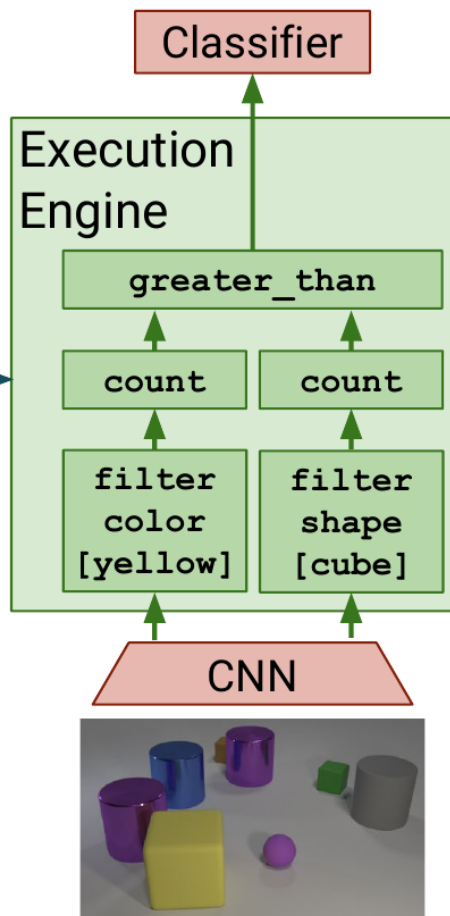 Classifier
Execution
Engine
greater_than
count
count
filter
color
[yellow]
filter
shape
[cube]
CNN